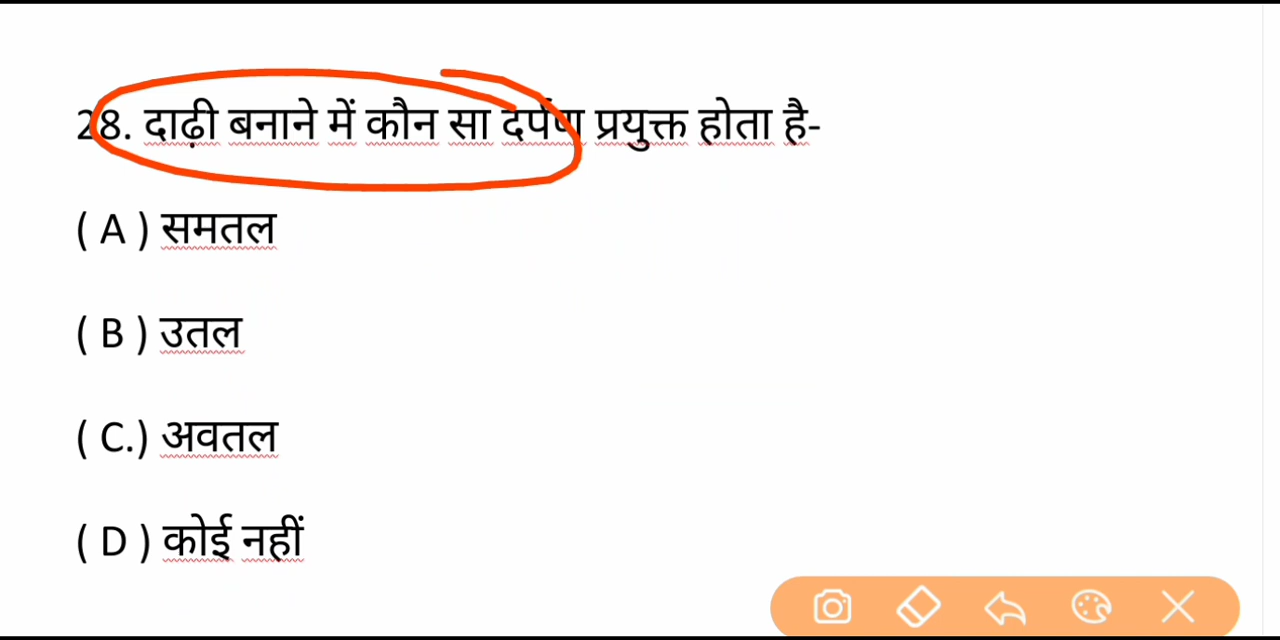 28. दाढ़ी बनाने में कौन सा दर्पण प्रयुक्त होता है-
( A ) समतल
( B ) उतल
( C.) अवतल
( D ) कोई नहीं